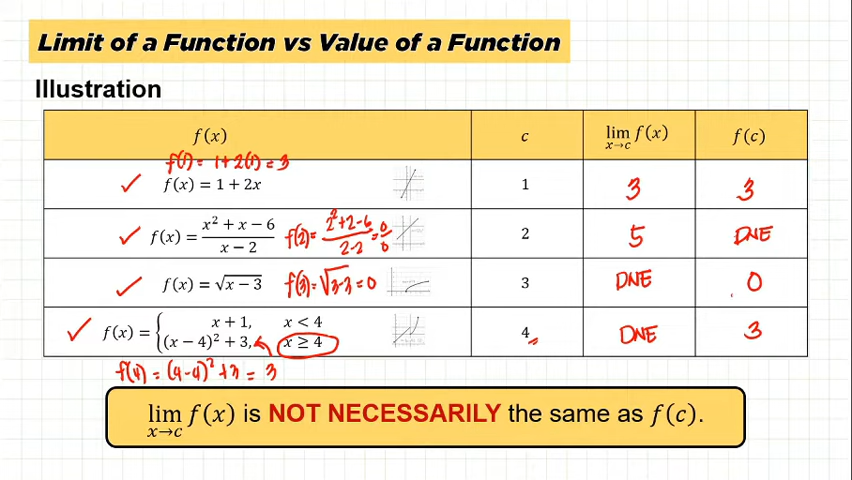 Limit of a Function vs Value of a Function
Illustration
f(x) c lim x→c f(x) f(c)
f(1) = 1+2(1) = 3
✓ f(x) = 1 + 2x 1 3 3
✓ f(x) = (x² + x − 6)/(x − 2) f(2) = (2²+2-6)/(2-2) = 0/0 2 5 DNE
✓ f(x) = √(x − 3) f(3) = √(3-3) = 0 3 DNE 0
✓ f(x) = { x + 1, x < 4
(x − 4)² + 3, x ≥ 4 4 DNE 3
f(4) = (4-4)² + 3 = 3
lim x→c f(x) is NOT NECESSARILY the same as f(c).